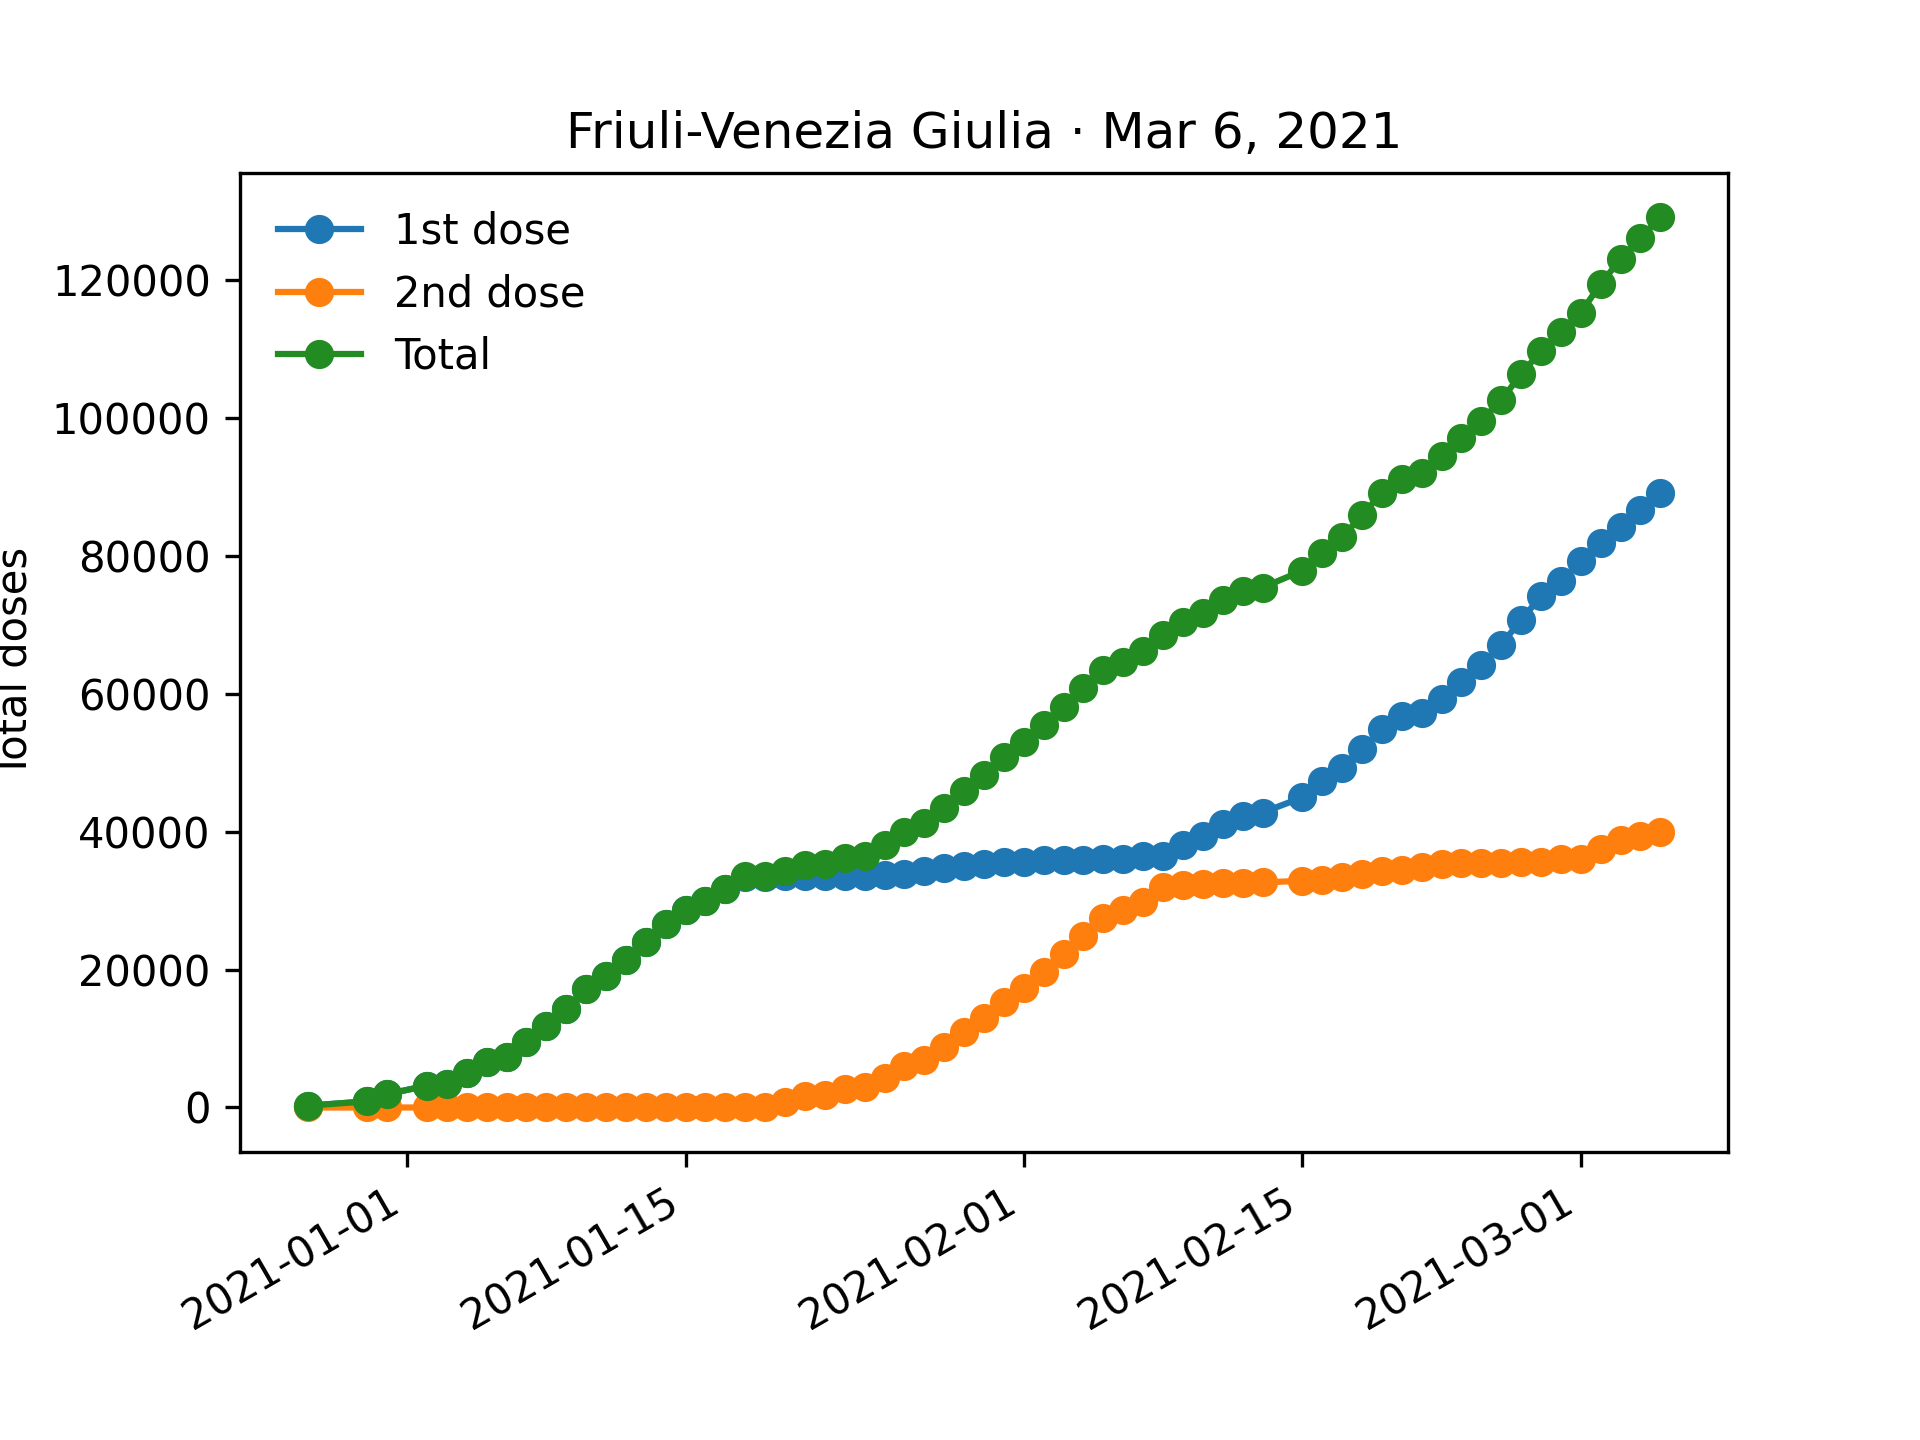 Friuli-Venezia Giulia · Mar 6, 2021
1st dose
2nd dose
Total
120000
100000
80000
60000
40000
20000
0
Total doses
2021-01-01
2021-01-15
2021-02-01
2021-02-15
2021-03-01